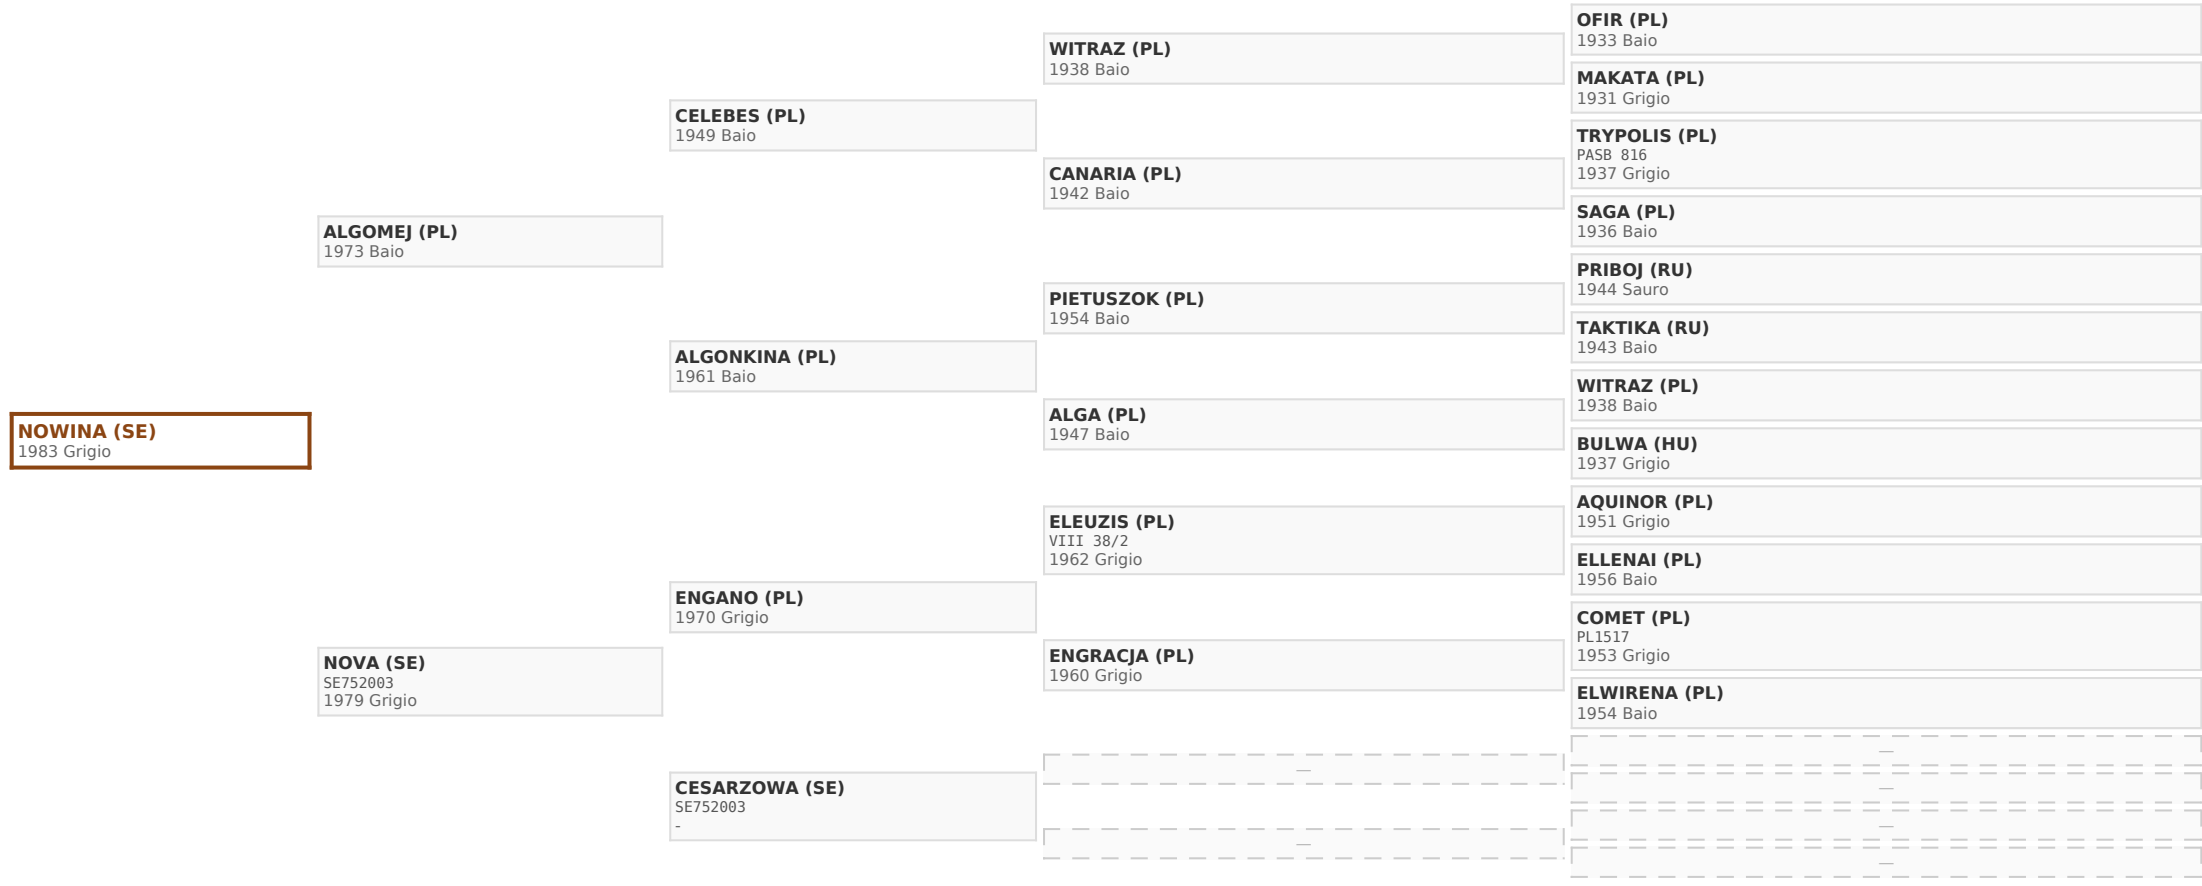 NOWINA (SE)
1983 Grigio
ALGOMEJ (PL)
1973 Baio
NOVA (SE)
SE752003
1979 Grigio
CELEBES (PL)
1949 Baio
ALGONKINA (PL)
1961 Baio
ENGANO (PL)
1970 Grigio
CESARZOWA (SE)
SE752003
-
WITRAZ (PL)
1938 Baio
CANARIA (PL)
1942 Baio
PIETUSZOK (PL)
1954 Baio
ALGA (PL)
1947 Baio
ELEUZIS (PL)
VIII 38/2
1962 Grigio
ENGRACJA (PL)
1960 Grigio
—
—
OFIR (PL)
1933 Baio
MAKATA (PL)
1931 Grigio
TRYPOLIS (PL)
PASB 816
1937 Grigio
SAGA (PL)
1936 Baio
PRIBOJ (RU)
1944 Sauro
TAKTIKA (RU)
1943 Baio
WITRAZ (PL)
1938 Baio
BULWA (HU)
1937 Grigio
AQUINOR (PL)
1951 Grigio
ELLENAI (PL)
1956 Baio
COMET (PL)
PL1517
1953 Grigio
ELWIRENA (PL)
1954 Baio
—
—
—
—